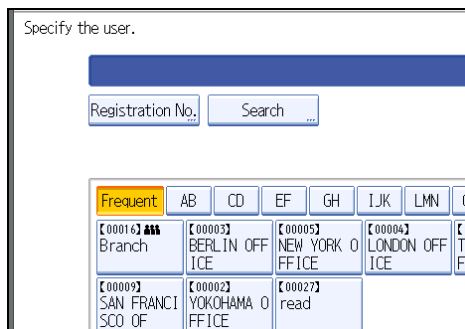 Specify the user.
Registration No.
Search
Frequent AB CD EF GH IJK LMN
【00016】 【00003】 【00005】 【00004】
Branch BERLIN OFF NEW YORK O LONDON OFF
ICE FFICE ICE
【00009】 【00002】 【00027】
SAN FRANCI YOKOHAMA O read
SCO OF FFICE